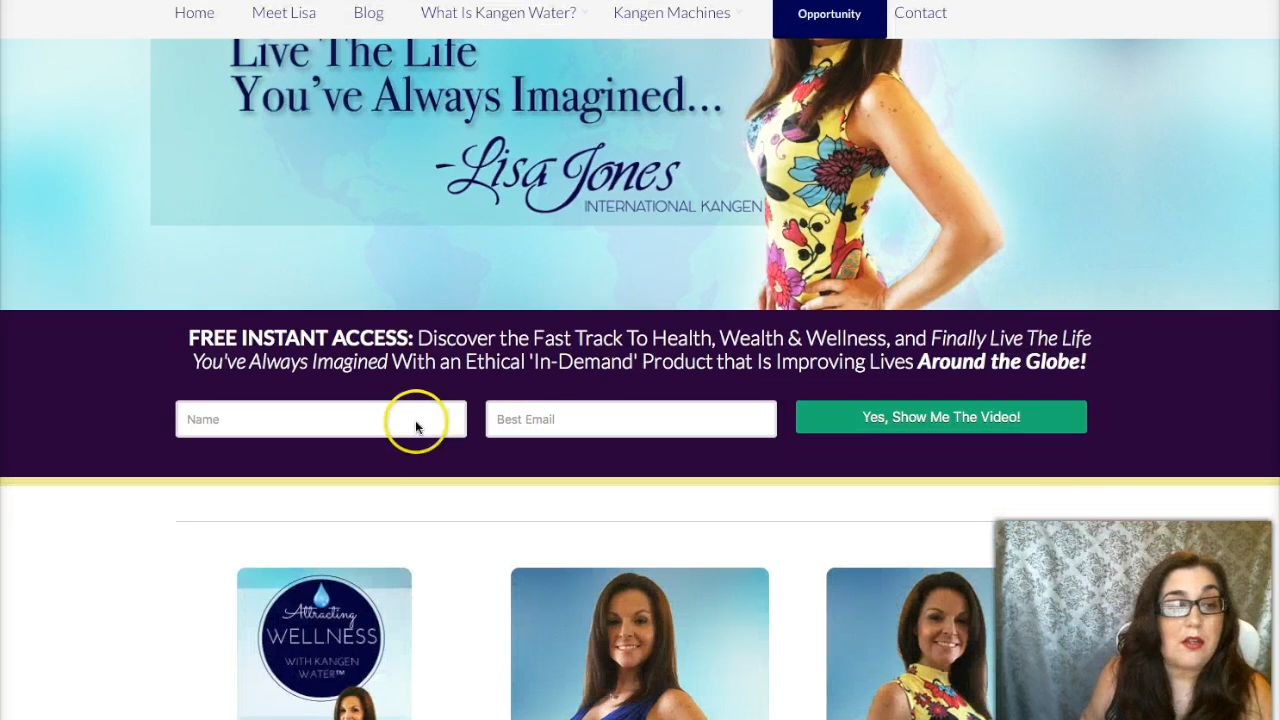 Home Meet Lisa Blog What Is Kangen Water? Kangen Machines Opportunity Contact
Live The Life
You've Always Imagined...
-Lisa Jones
INTERNATIONAL KANGEN
FREE INSTANT ACCESS: Discover the Fast Track To Health, Wealth & Wellness, and Finally Live The Life
You've Always Imagined With an Ethical 'In-Demand' Product that Is Improving Lives Around the Globe!
Name Best Email Yes, Show Me The Video!
Attracting
WELLNESS
WITH KANGEN
WATER™